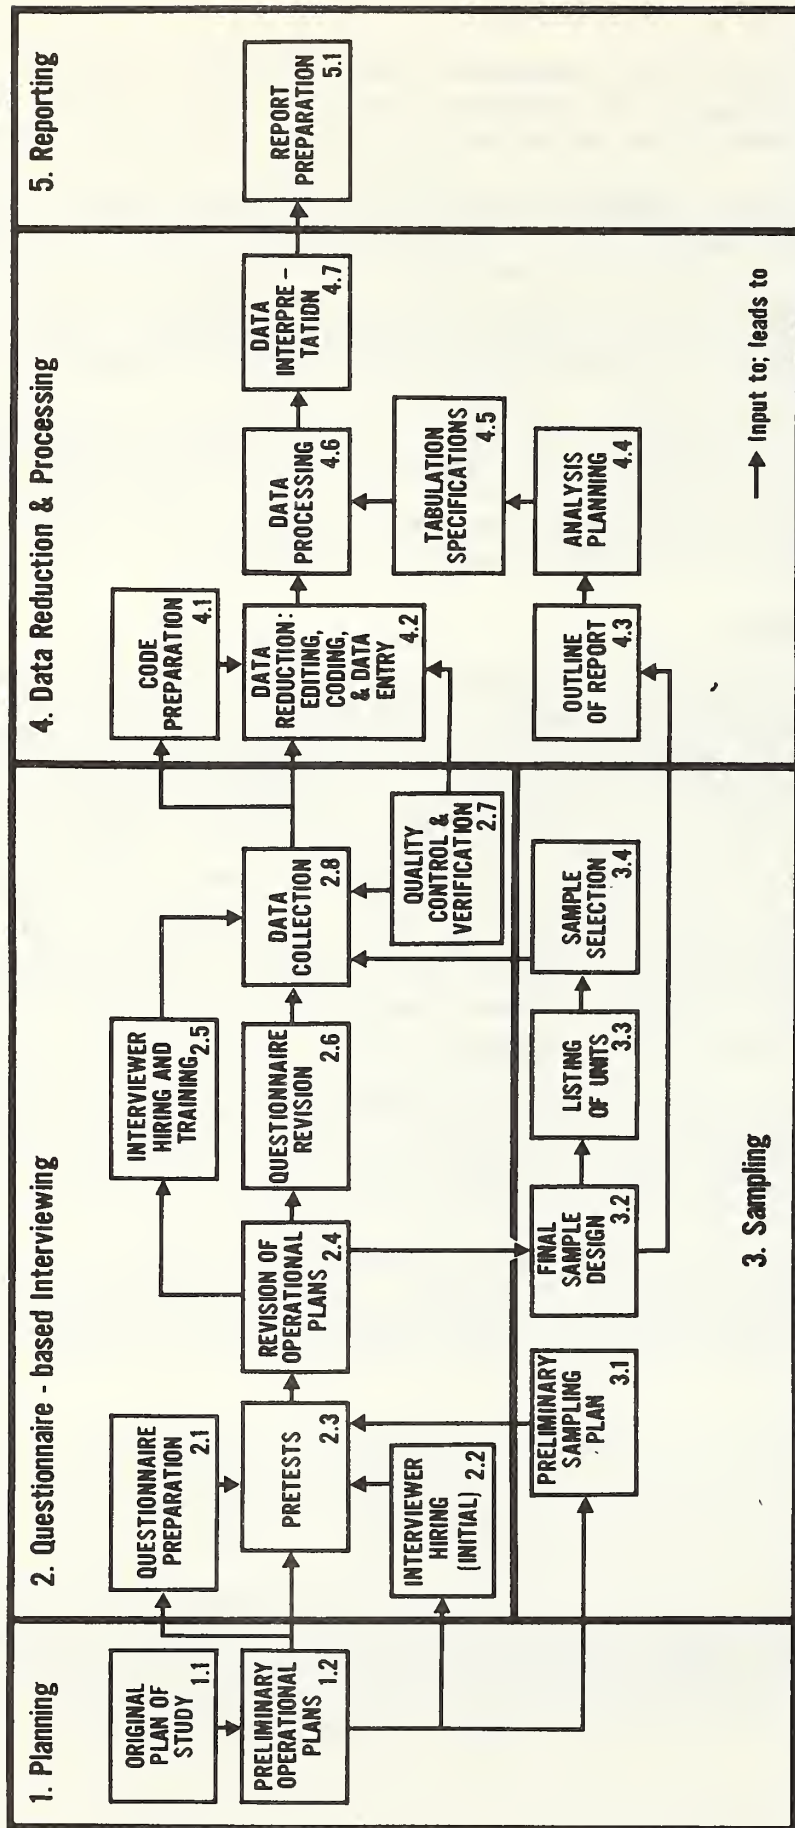 1. Planning
ORIGINAL
PLAN OF
STUDY
1.1
PRELIMINARY
OPERATIONAL
PLANS
1.2
2. Questionnaire - based Interviewing
QUESTIONNAIRE
PREPARATION
2.1
PRETESTS
2.3
INTERVIEWER
HIRING
(INITIAL) 2.2
REVISION OF
OPERATIONAL
PLANS
2.4
INTERVIEWER
HIRING AND
TRAINING 2.5
QUESTIONNAIRE
REVISION
2.6
DATA
COLLECTION
2.8
QUALITY
CONTROL &
VERIFICATION
2.7
3. Sampling
PRELIMINARY
SAMPLING
PLAN
3.1
FINAL
SAMPLE
DESIGN
3.2
LISTING
OF UNITS
3.3
SAMPLE
SELECTION
3.4
4. Data Reduction & Processing
CODE
PREPARATION
4.1
DATA
REDUCTION:
EDITING,
CODING,
& DATA
ENTRY
4.2
OUTLINE
OF REPORT
4.3
ANALYSIS
PLANNING
4.4
TABULATION
SPECIFICATIONS
4.5
DATA
PROCESSING
4.6
DATA
INTERPRE -
TATION
4.7
Input to; leads to
5. Reporting
REPORT
PREPARATION
5.1